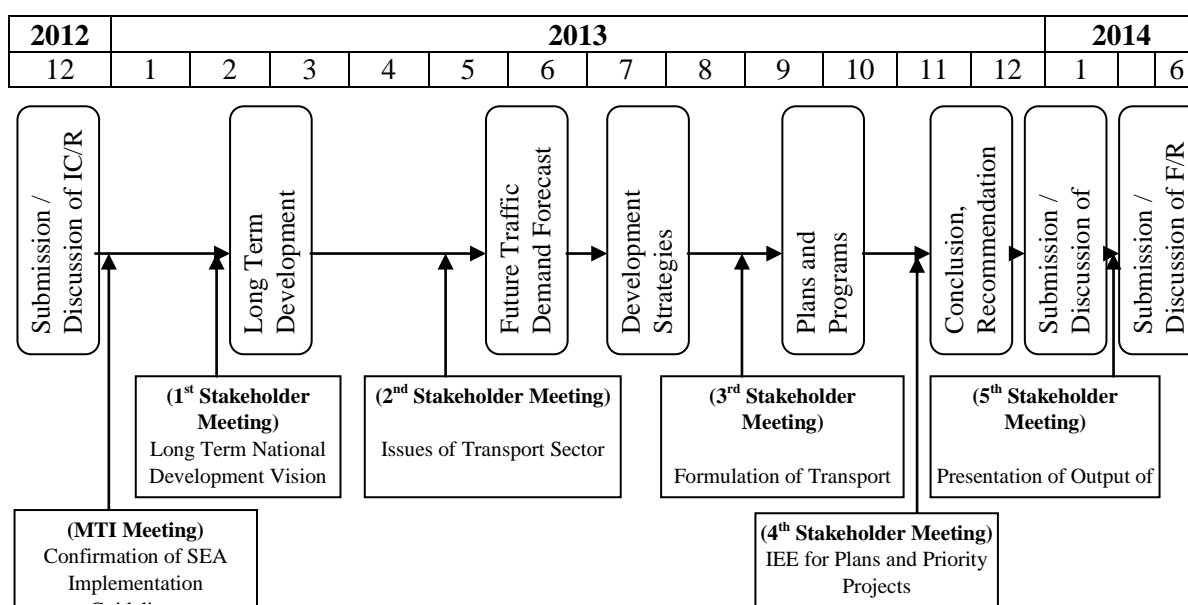 2012 2013 2014
12 1 2 3 4 5 6 7 8 9 10 11 12 1 6
Submission /
Discussion of IC/R
Long Term
Development
Future Traffic
Demand Forecast
Development
Strategies
Plans and
Programs
Conclusion,
Recommendation
Submission /
Discussion of
Submission /
Discussion of F/R
(1st Stakeholder
Meeting)
Long Term National
Development Vision
(2nd Stakeholder Meeting)
Issues of Transport Sector
(3rd Stakeholder
Meeting)
Formulation of Transport
(5th Stakeholder
Meeting)
Presentation of Output of
(MTI Meeting)
Confirmation of SEA
Implementation
(4th Stakeholder Meeting)
IEE for Plans and Priority
Projects